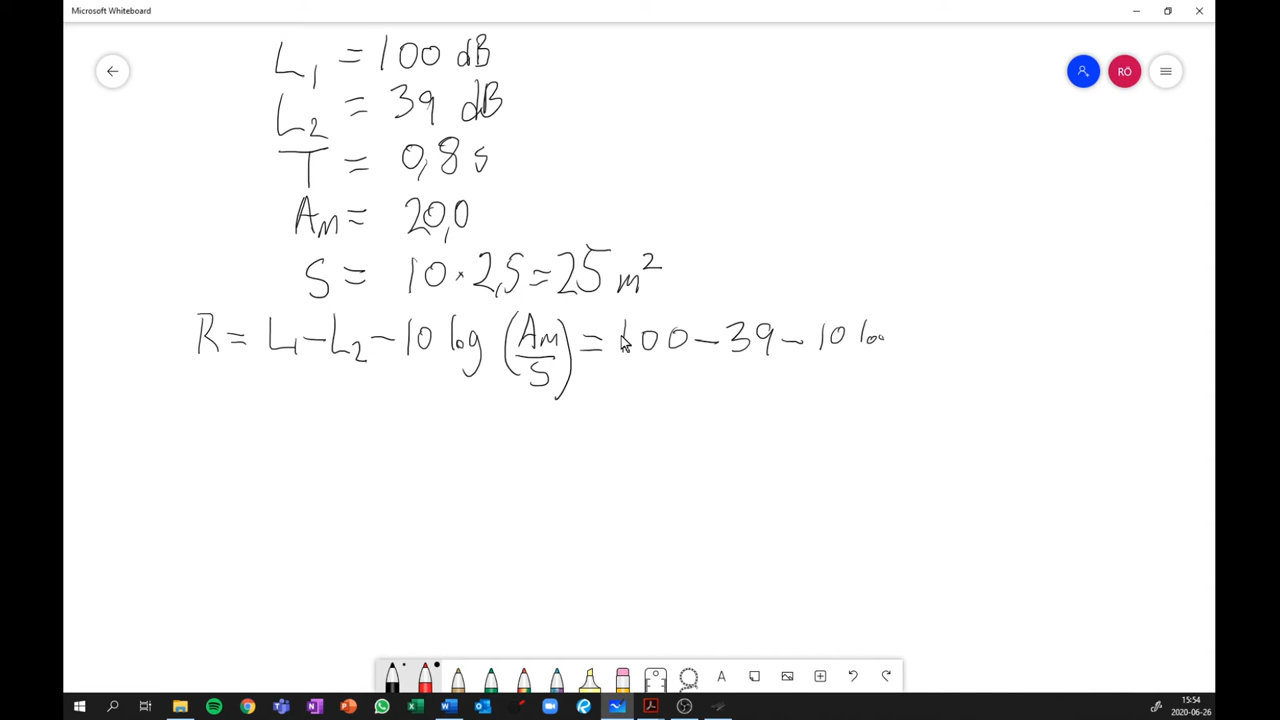 Microsoft Whiteboard
RÖ
L₁ = 100 dB
L₂ = 39 dB
T = 0,8 s
Am = 20,0
S = 10 * 2,5 = 25 m²
R = L₁ - L₂ - 10 log (Am/S) = 100 - 39 - 10 lo
15:54
2020-06-26